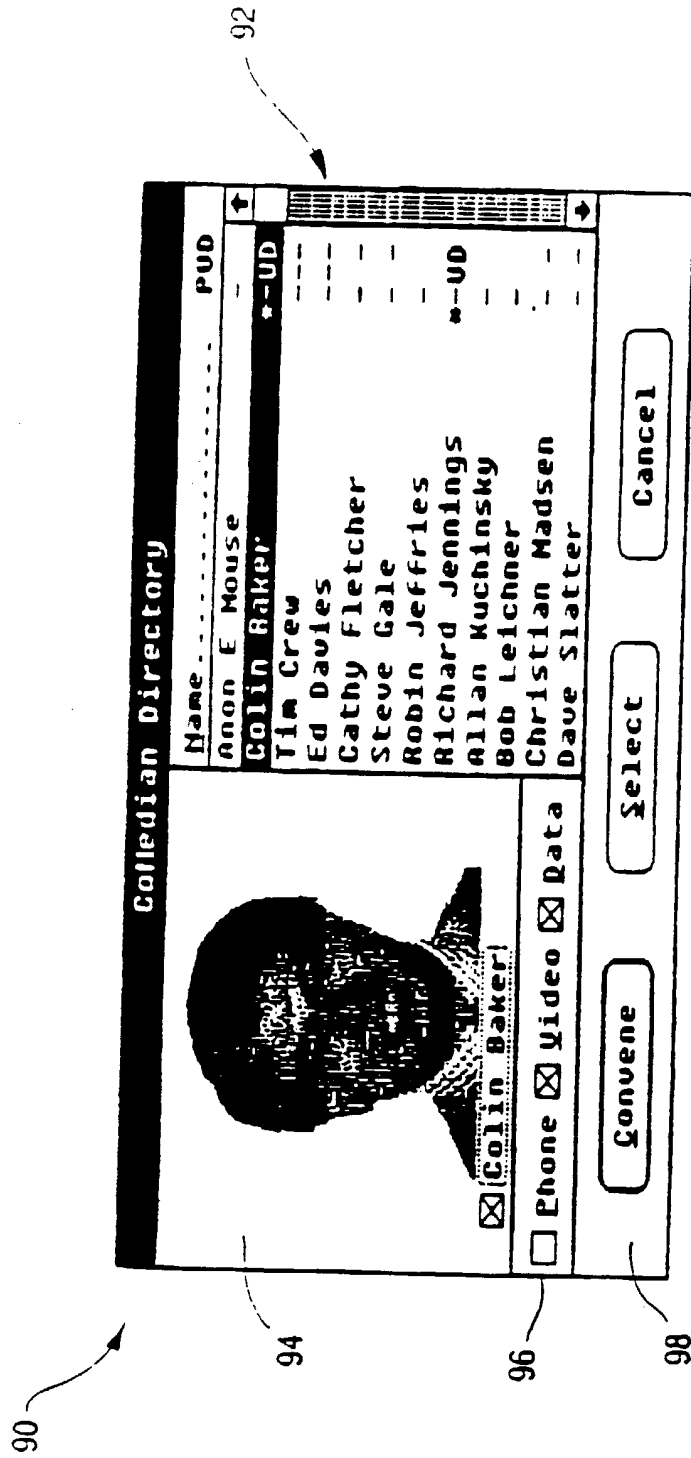 90
92
Colledian Directory
Name.................... PVD
Anon E Mouse -
Colin Baker *-UD
Tim Crew ---
Ed Davies ---
Cathy Fletcher - -
Steve Gale - -
Robin Jeffries -
Richard Jennings *-UD
Allan Kuchinsky -
Bob Leichner -
Christian Madsen - -
Dave Slatter - -
94
Colin Baker
96
Phone Video Data
98
Convene Select Cancel